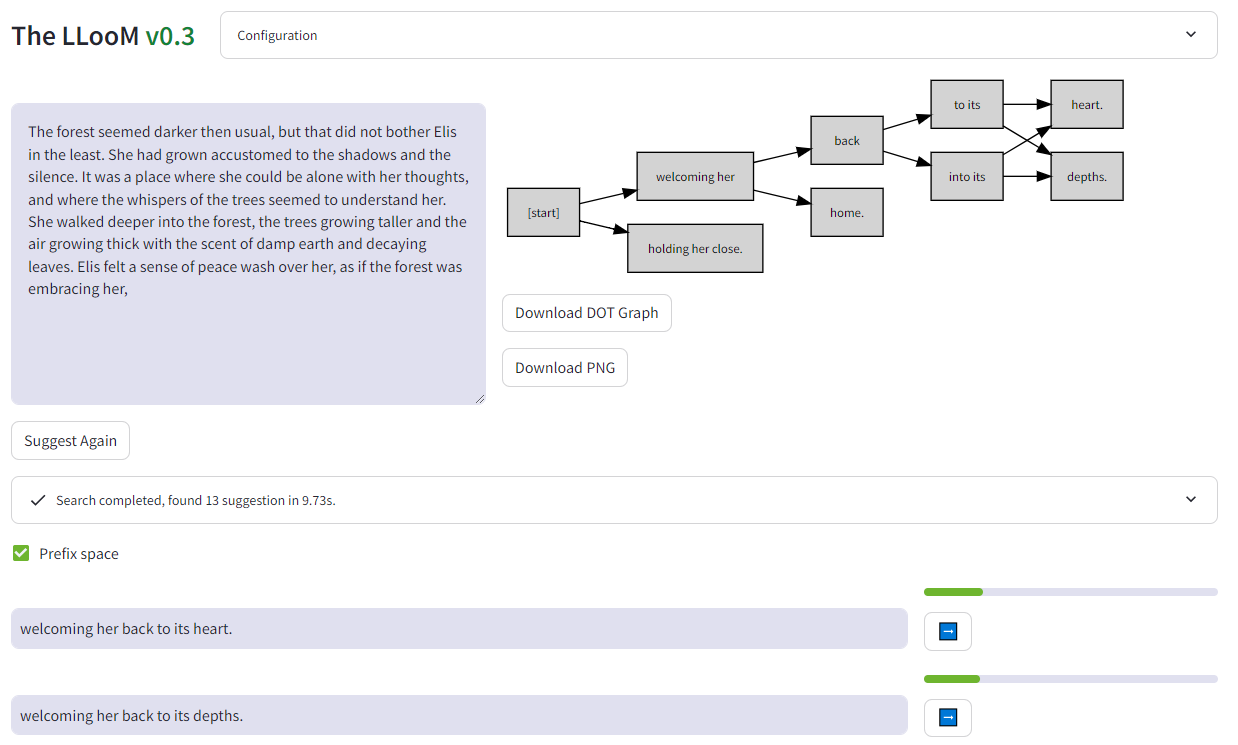 The LLooM v0.3
Configuration
The forest seemed darker then usual, but that did not bother Elis
in the least. She had grown accustomed to the shadows and the
silence. It was a place where she could be alone with her thoughts,
and where the whispers of the trees seemed to understand her.
She walked deeper into the forest, the trees growing taller and the
air growing thick with the scent of damp earth and decaying
leaves. Elis felt a sense of peace wash over her, as if the forest was
embracing her,
[start]
welcoming her
holding her close.
back
home.
to its
into its
heart.
depths.
Download DOT Graph
Download PNG
Suggest Again
Search completed, found 13 suggestion in 9.73s.
Prefix space
welcoming her back to its heart.
welcoming her back to its depths.